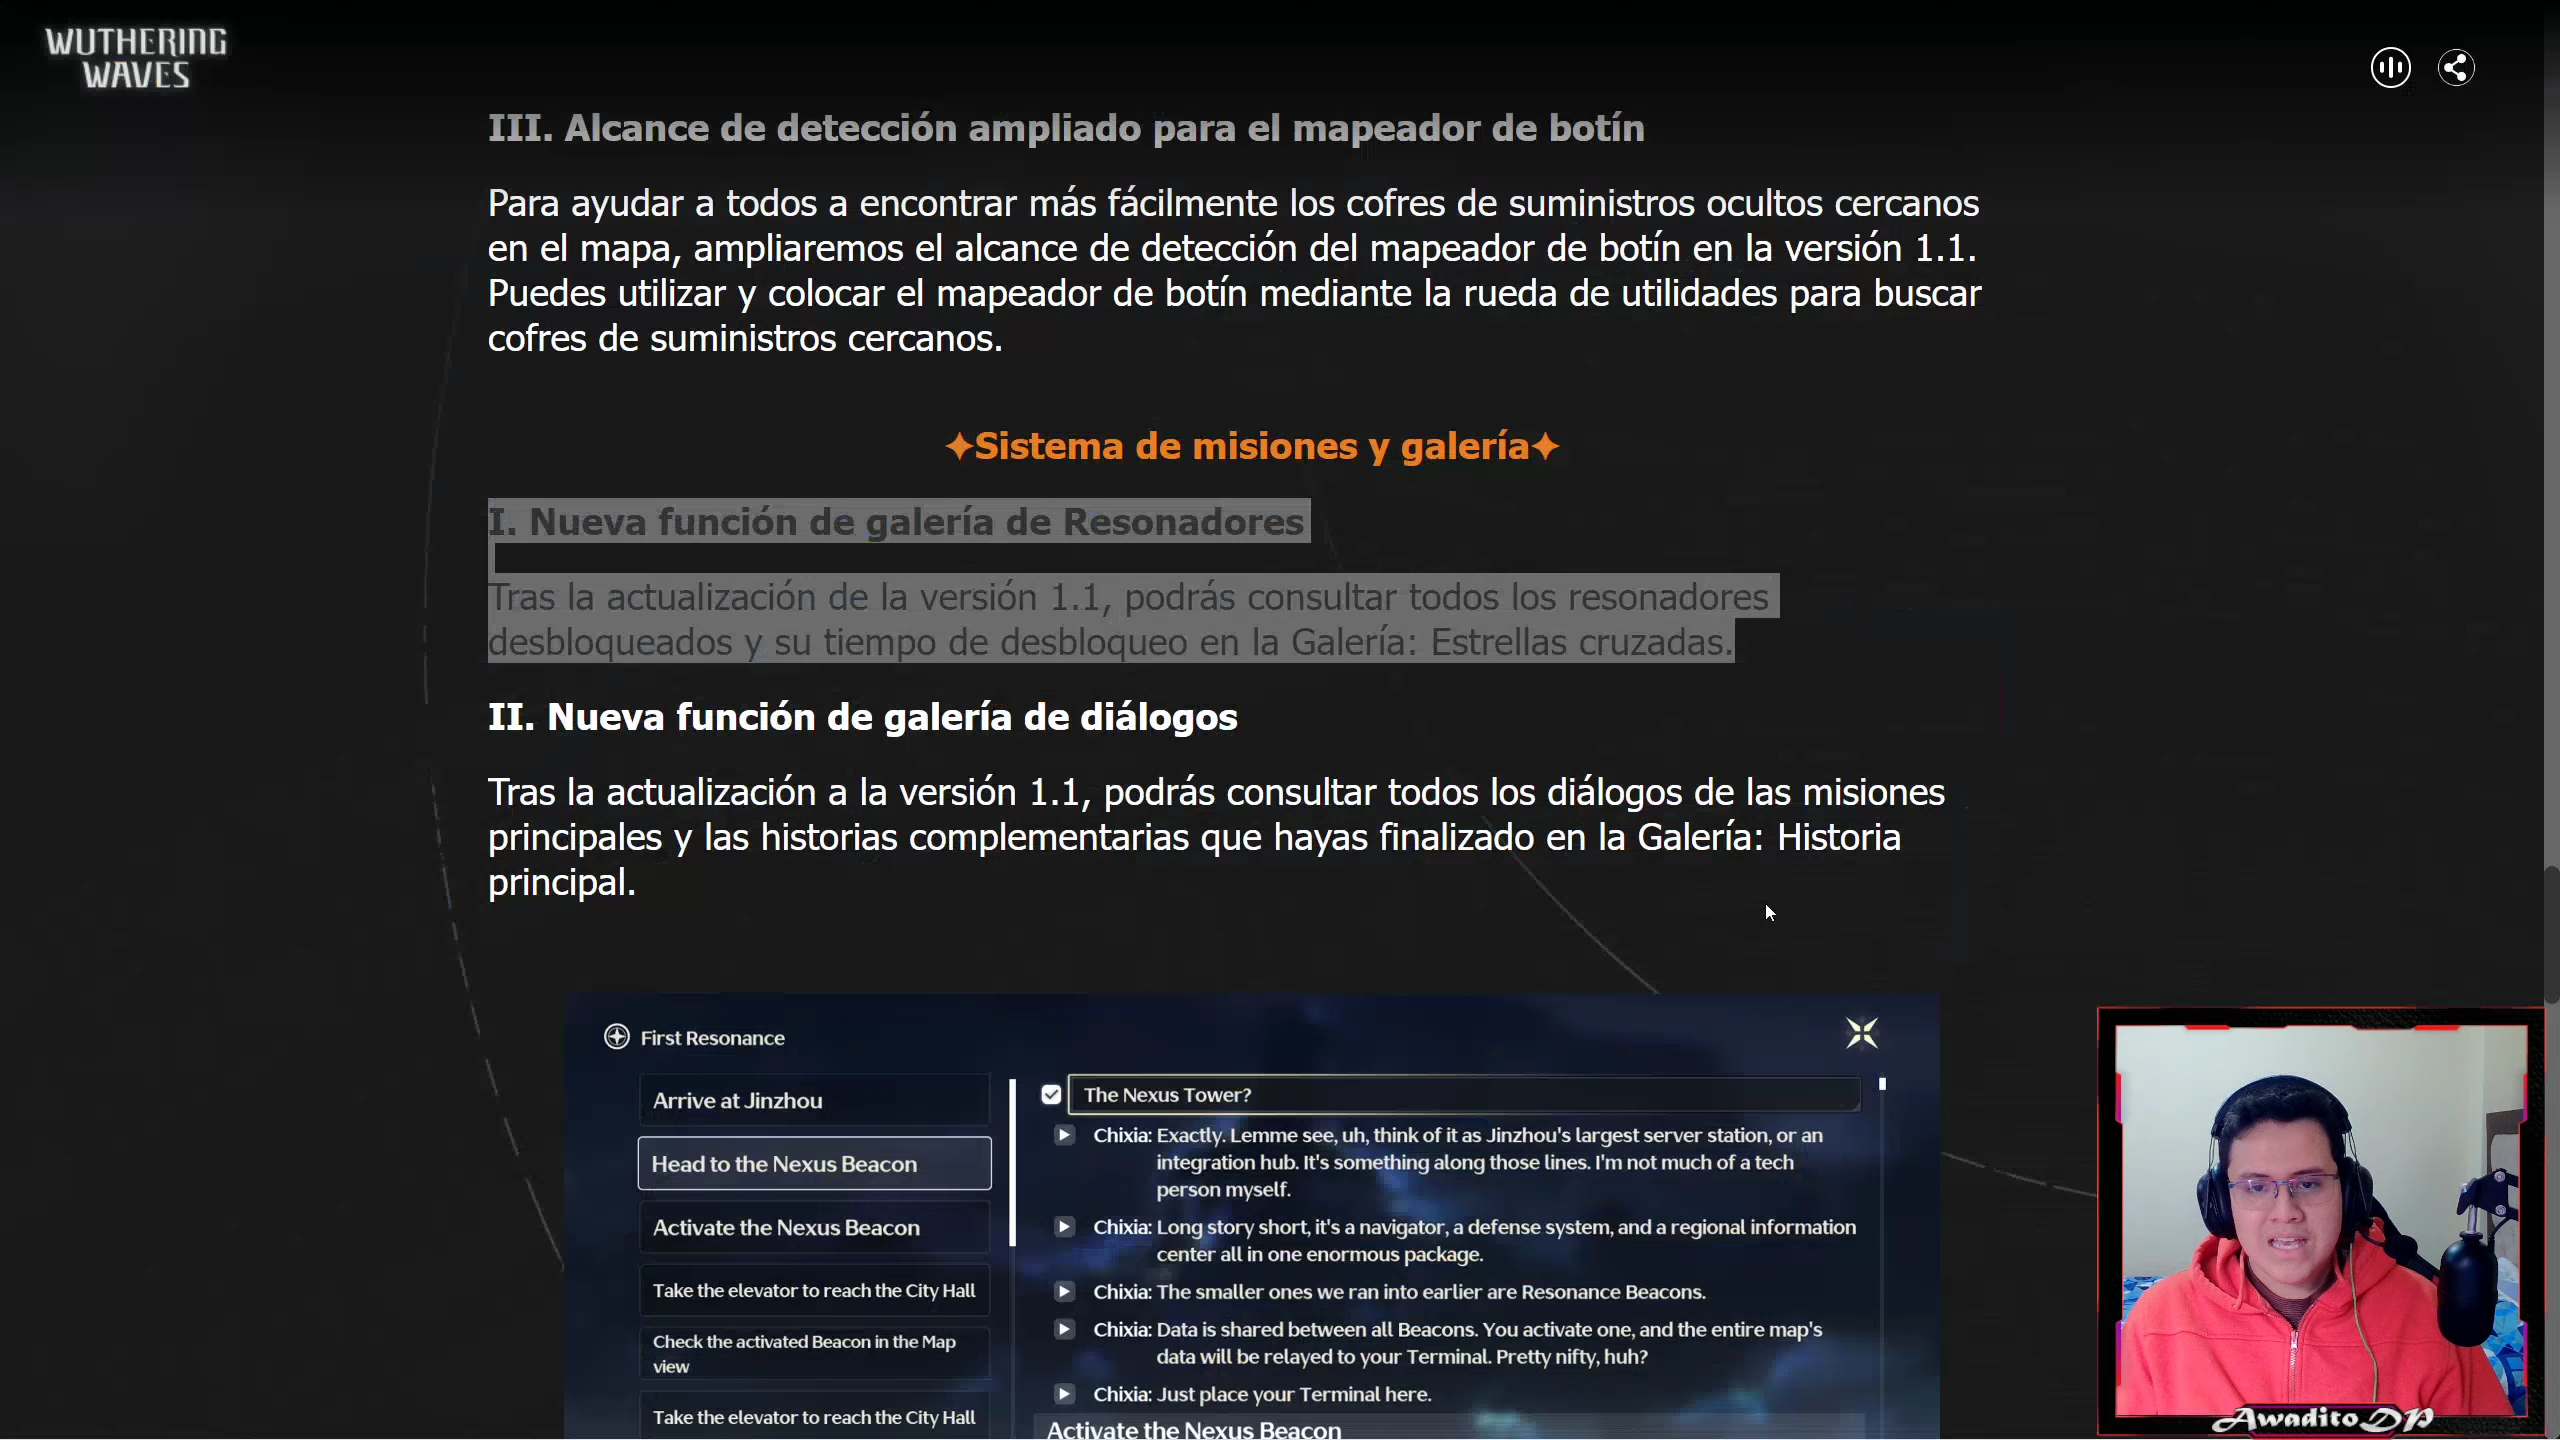 WUTHERING
WAVES
III. Alcance de detección ampliado para el mapeador de botín
Para ayudar a todos a encontrar más fácilmente los cofres de suministros ocultos cercanos
en el mapa, ampliaremos el alcance de detección del mapeador de botín en la versión 1.1.
Puedes utilizar y colocar el mapeador de botín mediante la rueda de utilidades para buscar
cofres de suministros cercanos.
✦Sistema de misiones y galería✦
I. Nueva función de galería de Resonadores
Tras la actualización de la versión 1.1, podrás consultar todos los resonadores
desbloqueados y su tiempo de desbloqueo en la Galería: Estrellas cruzadas.
II. Nueva función de galería de diálogos
Tras la actualización a la versión 1.1, podrás consultar todos los diálogos de las misiones
principales y las historias complementarias que hayas finalizado en la Galería: Historia
principal.
First Resonance
Arrive at Jinzhou
Head to the Nexus Beacon
Activate the Nexus Beacon
Take the elevator to reach the City Hall
Check the activated Beacon in the Map
view
Take the elevator to reach the City Hall
The Nexus Tower?
Chixia: Exactly. Lemme see, uh, think of it as Jinzhou's largest server station, or an
integration hub. It's something along those lines. I'm not much of a tech
person myself.
Chixia: Long story short, it's a navigator, a defense system, and a regional information
center all in one enormous package.
Chixia: The smaller ones we ran into earlier are Resonance Beacons.
Chixia: Data is shared between all Beacons. You activate one, and the entire map's
data will be relayed to your Terminal. Pretty nifty, huh?
Chixia: Just place your Terminal here.
Activate the Nexus Beacon
AwaditoDP